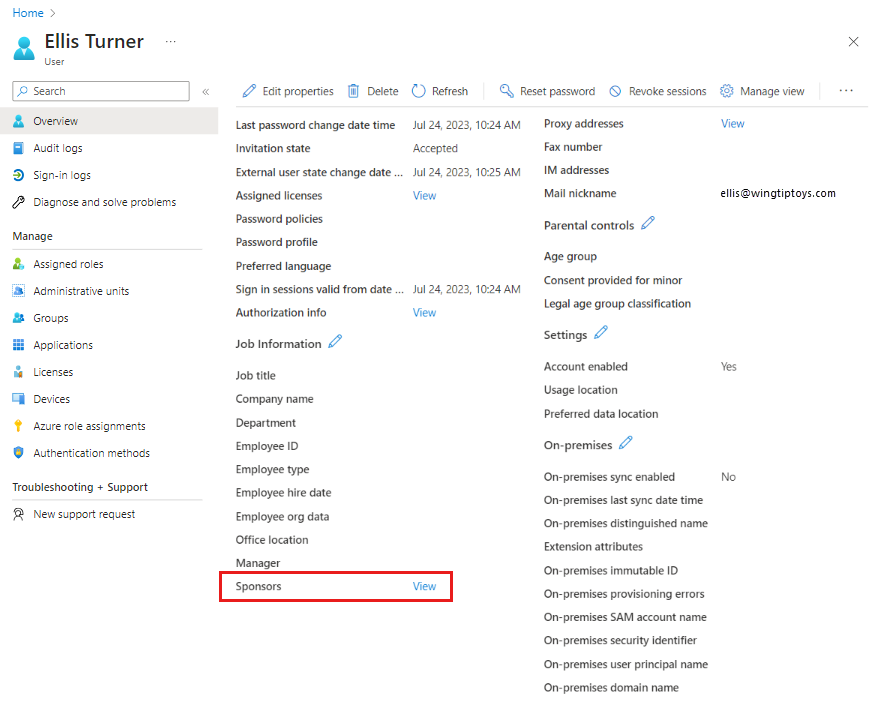 Home
Ellis Turner
User
Search
Edit properties
Delete
Refresh
Reset password
Revoke sessions
Manage view
Overview
Audit logs
Sign-in logs
Diagnose and solve problems
Manage
Assigned roles
Administrative units
Groups
Applications
Licenses
Devices
Azure role assignments
Authentication methods
Troubleshooting + Support
New support request
Last password change date time Jul 24, 2023, 10:24 AM
Invitation state Accepted
External user state change date ... Jul 24, 2023, 10:25 AM
Assigned licenses View
Password policies
Password profile
Preferred language
Sign in sessions valid from date ... Jul 24, 2023, 10:24 AM
Authorization info View
Job Information
Job title
Company name
Department
Employee ID
Employee type
Employee hire date
Employee org data
Office location
Manager
Sponsors View
Proxy addresses View
Fax number
IM addresses
Mail nickname ellis@wingtiptoys.com
Parental controls
Age group
Consent provided for minor
Legal age group classification
Settings
Account enabled Yes
Usage location
Preferred data location
On-premises
On-premises sync enabled No
On-premises last sync date time
On-premises distinguished name
Extension attributes
On-premises immutable ID
On-premises provisioning errors
On-premises SAM account name
On-premises security identifier
On-premises user principal name
On-premises domain name